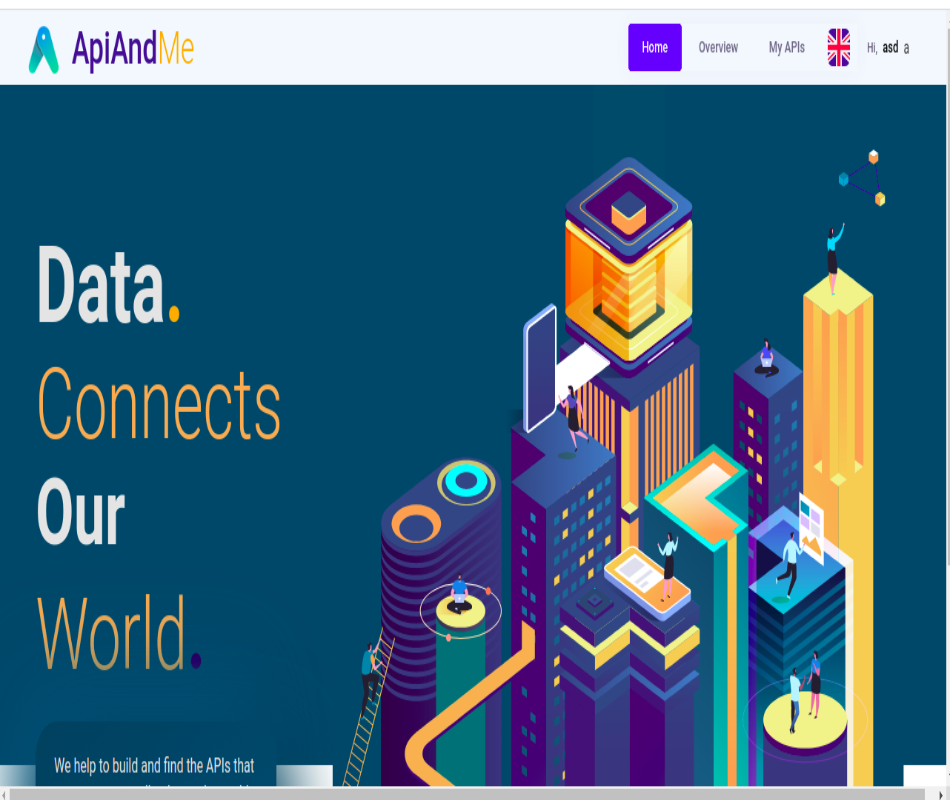 ApiAndMe
Home Overview My APIs Hi, asd a
Data.
Connects
Our
World.
We help to build and find the APIs that